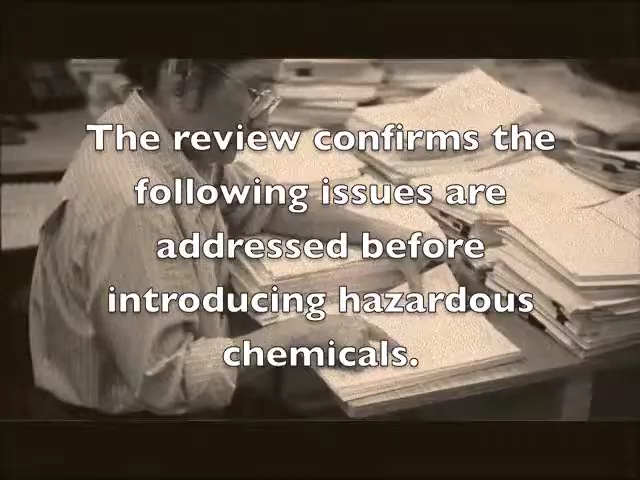 The review confirms the
following issues are
addressed before
introducing hazardous
chemicals.